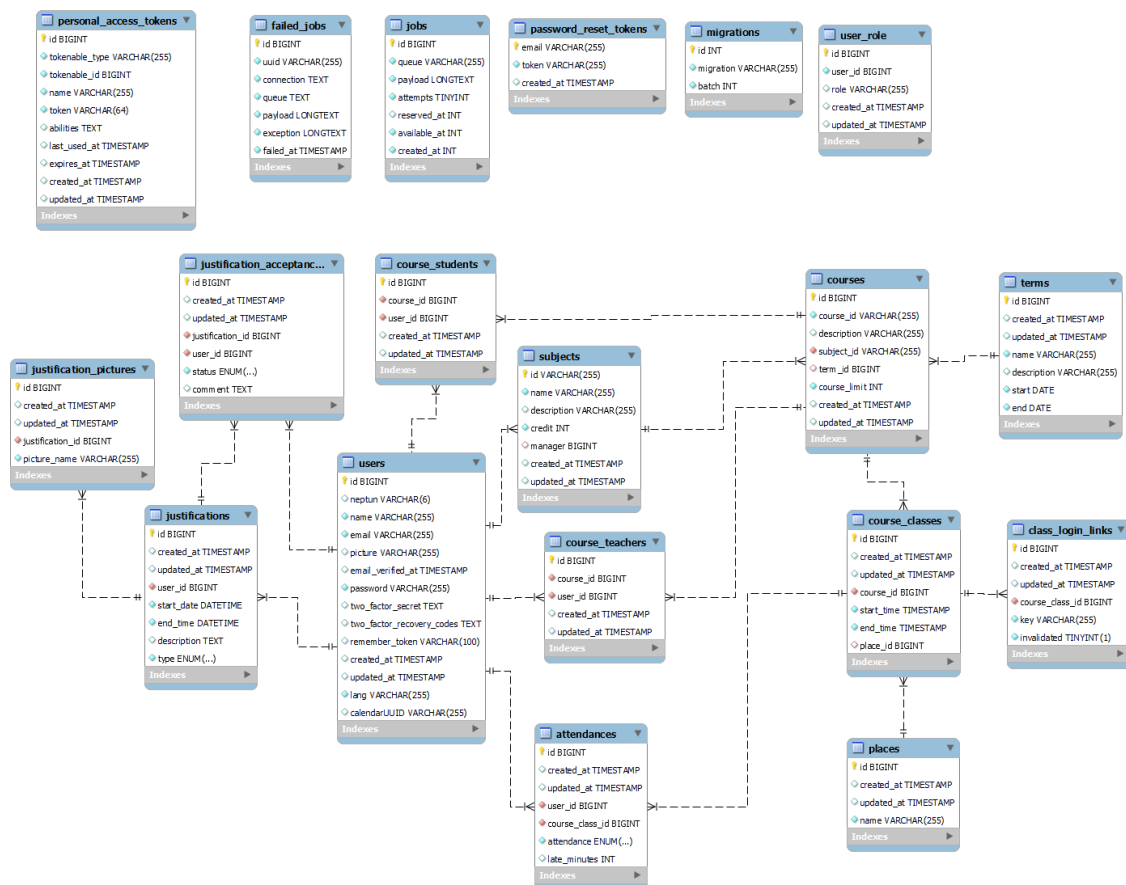 personal_access_tokens
id BIGINT
tokenable_type VARCHAR(255)
tokenable_id BIGINT
name VARCHAR(255)
token VARCHAR(64)
abilities TEXT
last_used_at TIMESTAMP
expires_at TIMESTAMP
created_at TIMESTAMP
updated_at TIMESTAMP
Indexes
failed_jobs
id BIGINT
uuid VARCHAR(255)
connection TEXT
queue TEXT
payload LONGTEXT
exception LONGTEXT
failed_at TIMESTAMP
Indexes
jobs
id BIGINT
queue VARCHAR(255)
payload LONGTEXT
attempts TINYINT
reserved_at INT
available_at INT
created_at INT
Indexes
password_reset_tokens
email VARCHAR(255)
token VARCHAR(255)
created_at TIMESTAMP
Indexes
migrations
id INT
migration VARCHAR(255)
batch INT
Indexes
user_role
id BIGINT
user_id BIGINT
role VARCHAR(255)
created_at TIMESTAMP
updated_at TIMESTAMP
Indexes
justification_acceptanc...
id BIGINT
created_at TIMESTAMP
updated_at TIMESTAMP
justification_id BIGINT
user_id BIGINT
status ENUM(...)
comment TEXT
Indexes
course_students
id BIGINT
course_id BIGINT
user_id BIGINT
created_at TIMESTAMP
updated_at TIMESTAMP
Indexes
courses
id BIGINT
course_id VARCHAR(255)
description VARCHAR(255)
subject_id VARCHAR(255)
term_id BIGINT
course_limit INT
created_at TIMESTAMP
updated_at TIMESTAMP
Indexes
terms
id BIGINT
created_at TIMESTAMP
updated_at TIMESTAMP
name VARCHAR(255)
description VARCHAR(255)
start DATE
end DATE
Indexes
justification_pictures
id BIGINT
created_at TIMESTAMP
updated_at TIMESTAMP
justification_id BIGINT
picture_name VARCHAR(255)
Indexes
subjects
id VARCHAR(255)
name VARCHAR(255)
description VARCHAR(255)
credit INT
manager BIGINT
created_at TIMESTAMP
updated_at TIMESTAMP
Indexes
users
id BIGINT
neptun VARCHAR(6)
name VARCHAR(255)
email VARCHAR(255)
picture VARCHAR(255)
email_verified_at TIMESTAMP
password VARCHAR(255)
two_factor_secret TEXT
two_factor_recovery_codes TEXT
remember_token VARCHAR(100)
created_at TIMESTAMP
updated_at TIMESTAMP
lang VARCHAR(255)
calendarUUID VARCHAR(255)
Indexes
justifications
id BIGINT
created_at TIMESTAMP
updated_at TIMESTAMP
user_id BIGINT
start_date DATETIME
end_time DATETIME
description TEXT
type ENUM(...)
Indexes
course_teachers
id BIGINT
course_id BIGINT
user_id BIGINT
created_at TIMESTAMP
updated_at TIMESTAMP
Indexes
course_classes
id BIGINT
created_at TIMESTAMP
updated_at TIMESTAMP
course_id BIGINT
start_time TIMESTAMP
end_time TIMESTAMP
place_id BIGINT
Indexes
class_login_links
id BIGINT
created_at TIMESTAMP
updated_at TIMESTAMP
course_class_id BIGINT
key VARCHAR(255)
invalidated TINYINT(1)
Indexes
attendances
id BIGINT
created_at TIMESTAMP
updated_at TIMESTAMP
user_id BIGINT
course_class_id BIGINT
attendance ENUM(...)
late_minutes INT
Indexes
places
id BIGINT
created_at TIMESTAMP
updated_at TIMESTAMP
name VARCHAR(255)
Indexes